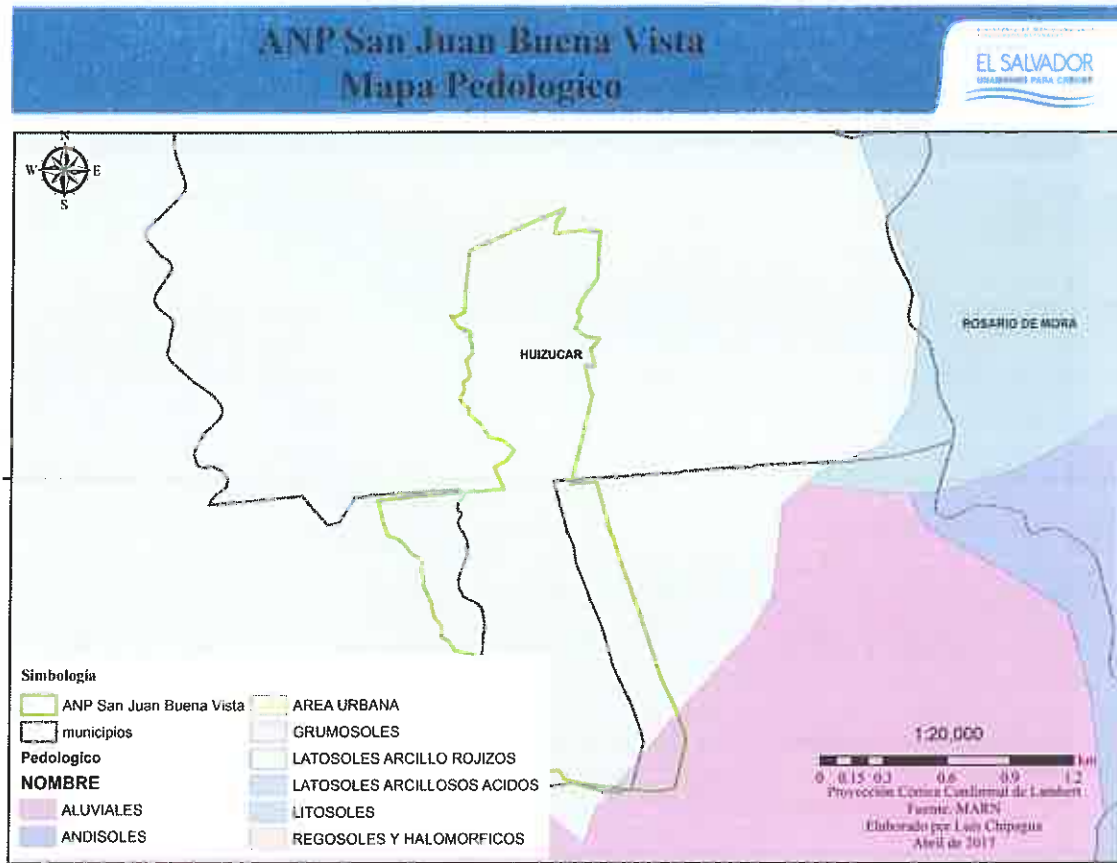 ANP San Juan Buena Vista
Mapa Pedologico
EL SALVADOR
UNÁMONOS PARA CRECER
N
W
E
S
ROSARIO DE MORA
HUIZUCAR
Simbología
ANP San Juan Buena Vista
municipios
Pedologico
NOMBRE
ALUVIALES
ANDISOLES
AREA URBANA
GRUMOSOLES
LATOSOLES ARCILLO ROJIZOS
LATOSOLES ARCILLOSOS ACIDOS
LITOSOLES
REGOSOLES Y HALOMORFICOS
1:20,000
km
0 0.15 0.3 0.6 0.9 1.2
Proyección Cónica Conformal de Lambert
Fuente. MARN
Elaborado por Luis Chipagua
Abril de 2017